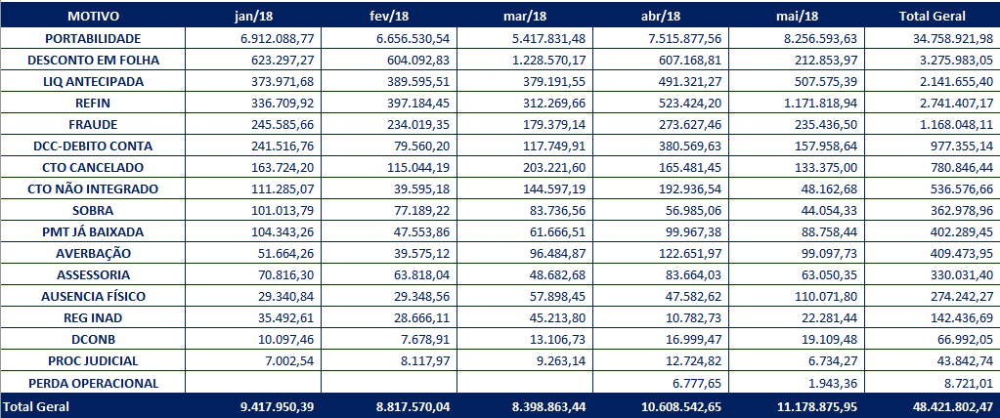 MOTIVO jan/18 fev/18 mar/18 abr/18 mai/18 Total Geral
PORTABILIDADE 6.912.088,77 6.656.530,54 5.417.831,48 7.515.877,56 8.256.593,63 34.758.921,98
DESCONTO EM FOLHA 623.297,27 604.092,83 1.228.570,17 607.168,81 212.853,97 3.275.983,05
LIQ ANTECIPADA 373.971,68 389.595,51 379.191,55 491.321,27 507.575,39 2.141.655,40
REFIN 336.709,92 397.184,45 312.269,66 523.424,20 1.171.818,94 2.741.407,17
FRAUDE 245.585,66 234.019,35 179.379,14 273.627,46 235.436,50 1.168.048,11
DCC-DEBITO CONTA 241.516,76 79.560,20 117.749,91 380.569,63 157.958,64 977.355,14
CTO CANCELADO 163.724,20 115.044,19 203.221,60 165.481,45 133.375,00 780.846,44
CTO NÃO INTEGRADO 111.285,07 39.595,18 144.597,19 192.936,54 48.162,68 536.576,66
SOBRA 101.013,79 77.189,22 83.736,56 56.985,06 44.054,33 362.978,96
PMT JÁ BAIXADA 104.343,26 47.553,86 61.666,51 99.967,38 88.758,44 402.289,45
AVERBAÇÃO 51.664,26 39.575,12 96.484,87 122.651,97 99.097,73 409.473,95
ASSESSORIA 70.816,30 63.818,04 48.682,68 83.664,03 63.050,35 330.031,40
AUSENCIA FÍSICO 29.340,84 29.348,56 57.898,45 47.582,62 110.071,80 274.242,27
REG INAD 35.492,61 28.666,11 45.213,80 10.782,73 22.281,44 142.436,69
DCONB 10.097,46 7.678,91 13.106,73 16.999,47 19.109,48 66.992,05
PROC JUDICIAL 7.002,54 8.117,97 9.263,14 12.724,82 6.734,27 43.842,74
PERDA OPERACIONAL 6.777,65 1.943,36 8.721,01
Total Geral 9.417.950,39 8.817.570,04 8.398.863,44 10.608.542,65 11.178.875,95 48.421.802,47